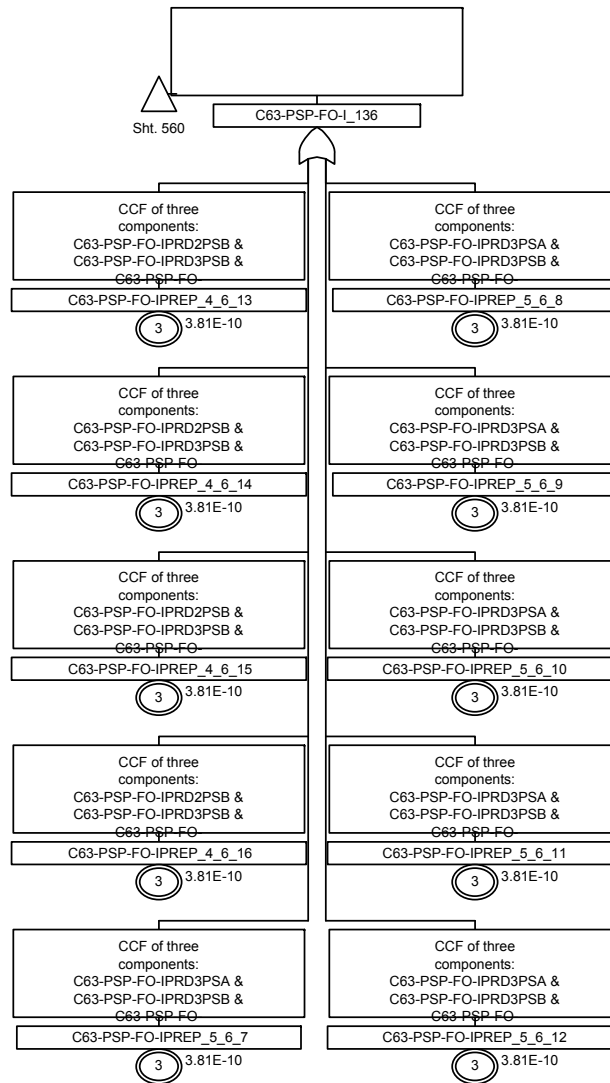 C63-PSP-FO-I_136
Sht. 560
CCF of three
components:
C63-PSP-FO-IPRD2PSB &
C63-PSP-FO-IPRD3PSB &
C63-PSP-FO-
C63-PSP-FO-IPREP_4_6_13
3
3.81E-10
CCF of three
components:
C63-PSP-FO-IPRD3PSA &
C63-PSP-FO-IPRD3PSB &
C63-PSP-FO-
C63-PSP-FO-IPREP_5_6_8
3
3.81E-10
CCF of three
components:
C63-PSP-FO-IPRD2PSB &
C63-PSP-FO-IPRD3PSB &
C63-PSP-FO-
C63-PSP-FO-IPREP_4_6_14
3
3.81E-10
CCF of three
components:
C63-PSP-FO-IPRD3PSA &
C63-PSP-FO-IPRD3PSB &
C63-PSP-FO-
C63-PSP-FO-IPREP_5_6_9
3
3.81E-10
CCF of three
components:
C63-PSP-FO-IPRD2PSB &
C63-PSP-FO-IPRD3PSB &
C63-PSP-FO-
C63-PSP-FO-IPREP_4_6_15
3
3.81E-10
CCF of three
components:
C63-PSP-FO-IPRD3PSA &
C63-PSP-FO-IPRD3PSB &
C63-PSP-FO-
C63-PSP-FO-IPREP_5_6_10
3
3.81E-10
CCF of three
components:
C63-PSP-FO-IPRD2PSB &
C63-PSP-FO-IPRD3PSB &
C63-PSP-FO-
C63-PSP-FO-IPREP_4_6_16
3
3.81E-10
CCF of three
components:
C63-PSP-FO-IPRD3PSA &
C63-PSP-FO-IPRD3PSB &
C63-PSP-FO-
C63-PSP-FO-IPREP_5_6_11
3
3.81E-10
CCF of three
components:
C63-PSP-FO-IPRD3PSA &
C63-PSP-FO-IPRD3PSB &
C63-PSP-FO-
C63-PSP-FO-IPREP_5_6_7
3
3.81E-10
CCF of three
components:
C63-PSP-FO-IPRD3PSA &
C63-PSP-FO-IPRD3PSB &
C63-PSP-FO-
C63-PSP-FO-IPREP_5_6_12
3
3.81E-10